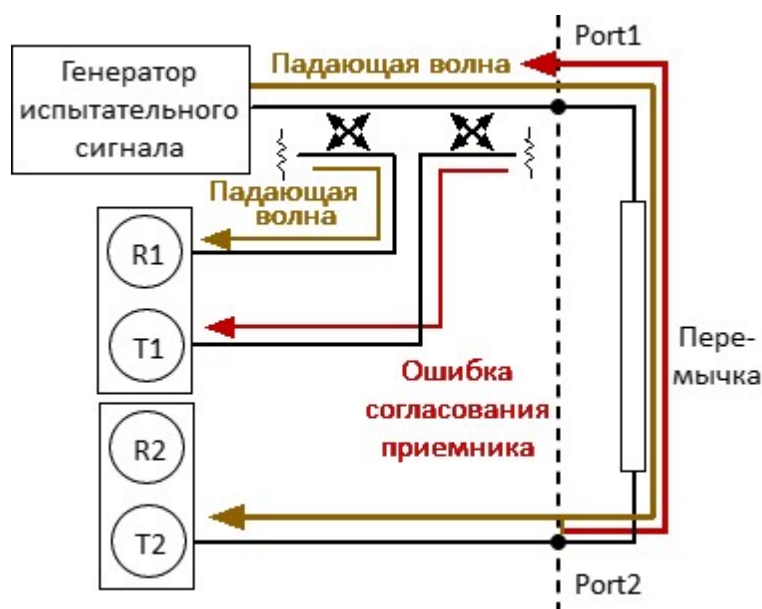 Port1
Генератор
испытательного
сигнала
Падающая волна
Падающая
волна
R1
T1
Ошибка
согласования
приемника
Пере-
мычка
R2
T2
Port2